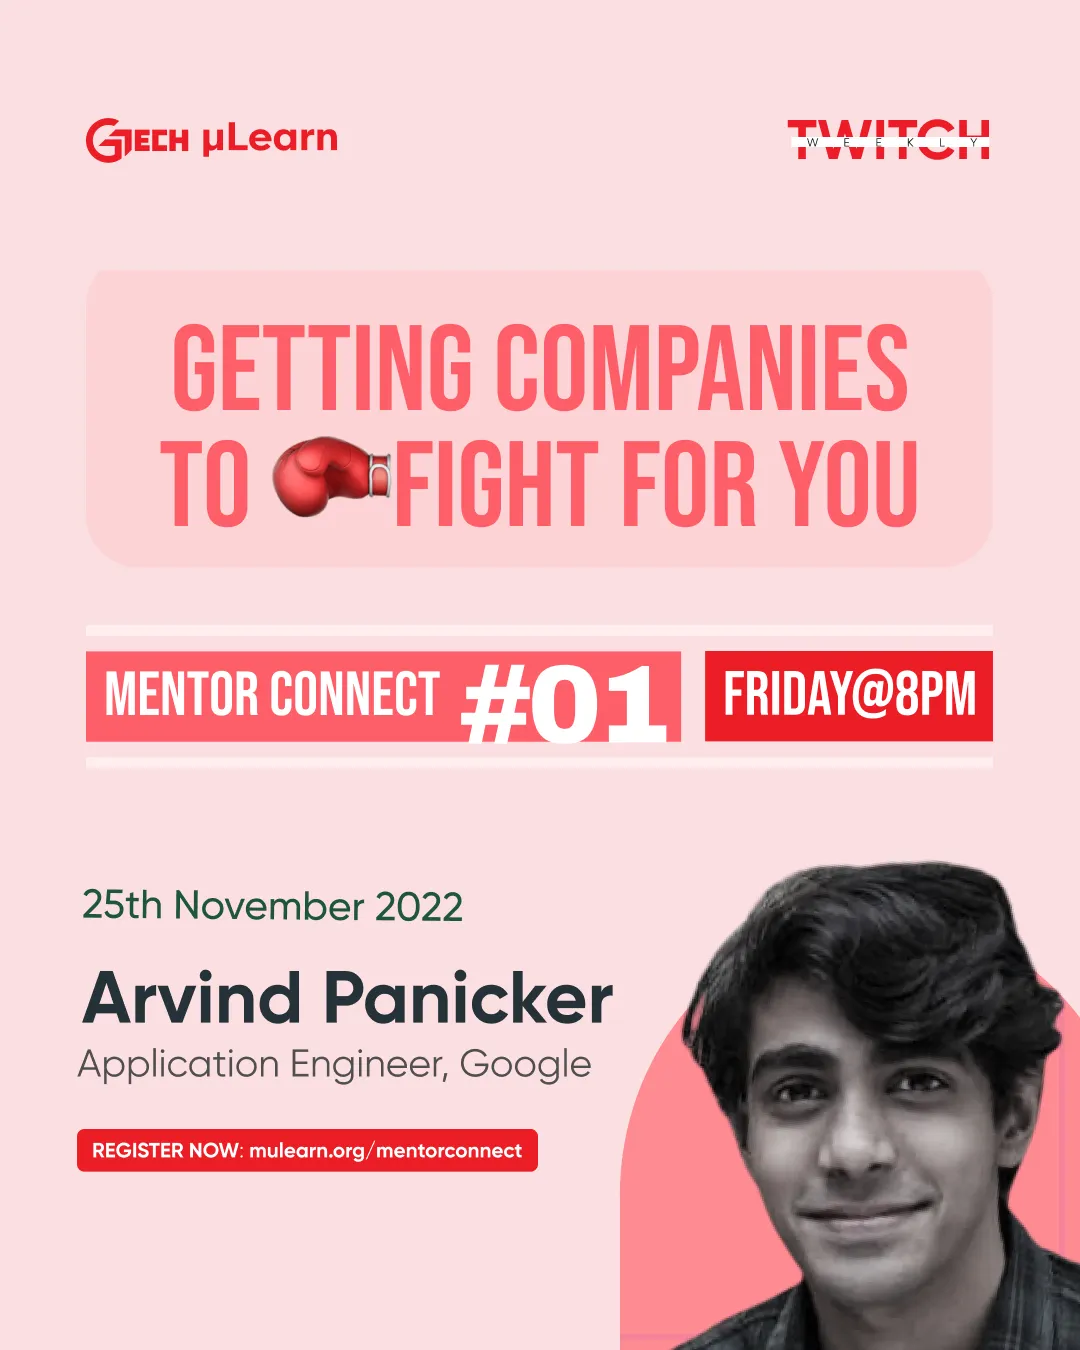 GTECH µLearn
TWITCH
WEEKLY
GETTING COMPANIES
TO FIGHT FOR YOU
MENTOR CONNECT #01
FRIDAY@8PM
25th November 2022
Arvind Panicker
Application Engineer, Google
REGISTER NOW: mulearn.org/mentorconnect